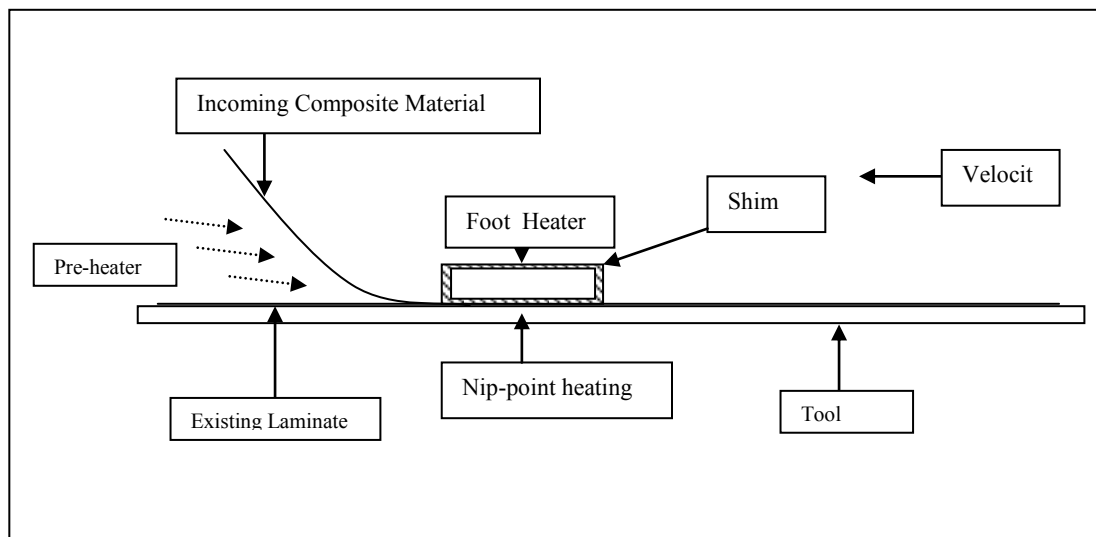 Incoming Composite Material
Velocit
Shim
Foot Heater
Pre-heater
Nip-point heating
Existing Laminate
Tool